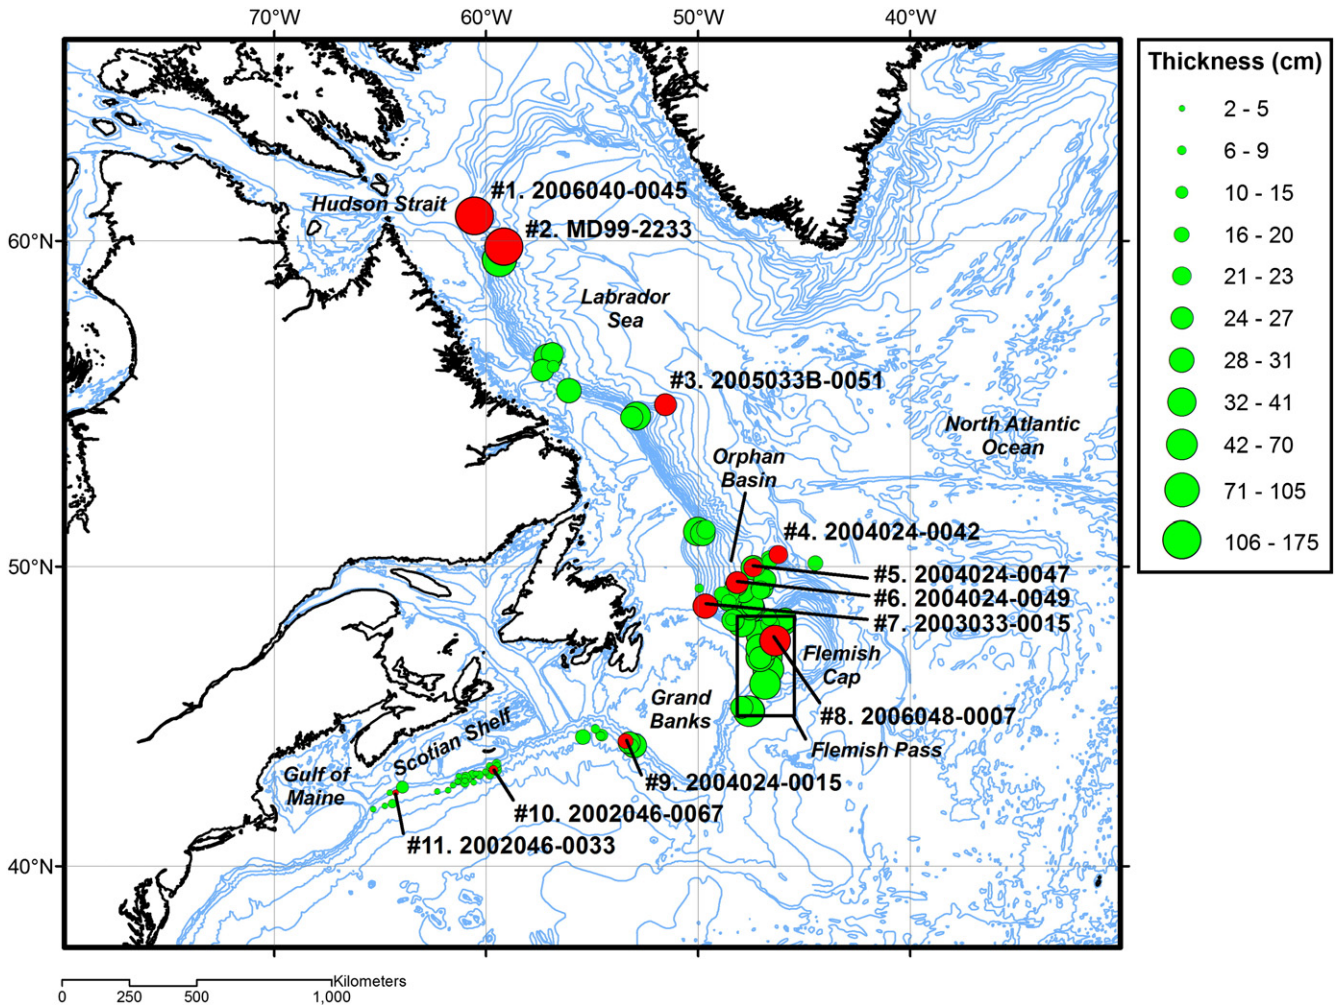 70°W 60°W 50°W 40°W
Thickness (cm)
2 - 5
6 - 9
10 - 15
16 - 20
21 - 23
24 - 27
28 - 31
32 - 41
42 - 70
71 - 105
106 - 175
#1. 2006040-0045
Hudson Strait
#2. MD99-2233
60°N
Labrador
Sea
#3. 2005033B-0051
North Atlantic
Ocean
Orphan
Basin
#4. 2004024-0042
50°N
#5. 2004024-0047
#6. 2004024-0049
#7. 2003033-0015
Flemish
Cap
Grand
Banks
#8. 2006048-0007
Scotian Shelf
Flemish Pass
Gulf of
Maine
#9. 2004024-0015
#10. 2002046-0067
#11. 2002046-0033
40°N
Kilometers
0 250 500 1,000